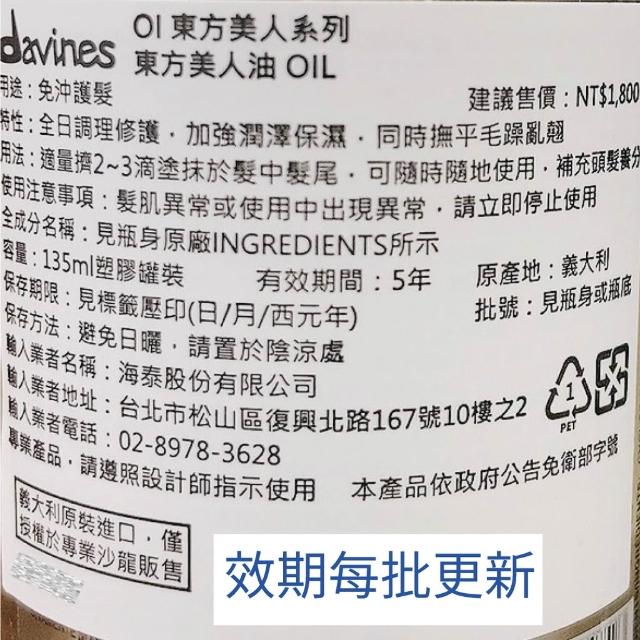 davines
OI 東方美人系列
東方美人油 OIL
用途：免沖護髮
建議售價：NT$1,800
特性：全日調理修護，加強潤澤保濕，同時撫平毛躁亂翹
用法：適量擠2~3滴塗抹於髮中髮尾，可隨時隨地使用，補充頭髮養分
使用注意事項：髮肌異常或使用中出現異常，請立即停止使用
全成分名稱：見瓶身原廠INGREDIENTS所示
容量：135ml塑膠罐裝
有效期間：5年
原產地：義大利
保存期限：見標籤壓印(日/月/西元年)
批號：見瓶身或瓶底
保存方法：避免日曬，請置於陰涼處
輸入業者名稱：海泰股份有限公司
輸入業者地址：台北市松山區復興北路167號10樓之2
輸入業者電話：02-8978-3628
1
PET
專業產品，請遵照設計師指示使用
本產品依政府公告免衛部字號
義大利原裝進口，僅
授權於專業沙龍販售
效期每批更新